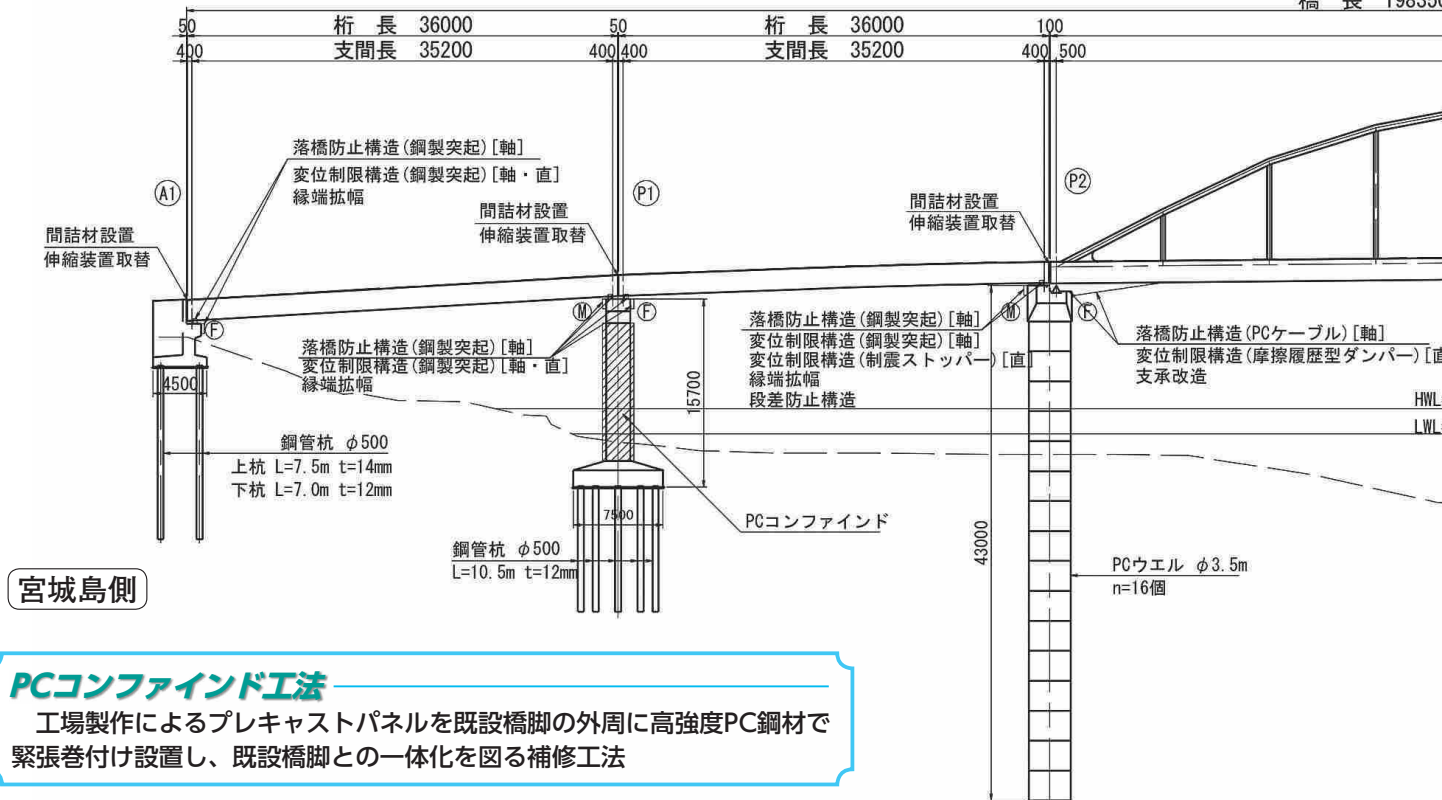 橋 長 19835
50 桁 長 36000 50 桁 長 36000 100
400 支間長 35200 400 400 支間長 35200 400 500
落橋防止構造(鋼製突起)[軸]
変位制限構造(鋼製突起)[軸・直]
縁端拡幅
A1
P1
P2
間詰材設置
伸縮装置取替
間詰材設置
伸縮装置取替
間詰材設置
伸縮装置取替
F
M
F
M
F
落橋防止構造(鋼製突起)[軸]
変位制限構造(鋼製突起)[軸・直]
縁端拡幅
落橋防止構造(鋼製突起)[軸]
変位制限構造(鋼製突起)[軸]
変位制限構造(制震ストッパー)[直]
縁端拡幅
段差防止構造
落橋防止構造(PCケーブル)[軸]
変位制限構造(摩擦履歴型ダンパー)[直
支承改造
HWL
LWL
4500
15700
鋼管杭 φ500
上杭 L=7.5m t=14mm
下杭 L=7.0m t=12mm
7500
PCコンファインド
43000
鋼管杭 φ500
L=10.5m t=12mm
PCウエル φ3.5m
n=16個
宮城島側
PCコンファインド工法
工場製作によるプレキャストパネルを既設橋脚の外周に高強度PC鋼材で
緊張巻付け設置し、既設橋脚との一体化を図る補修工法